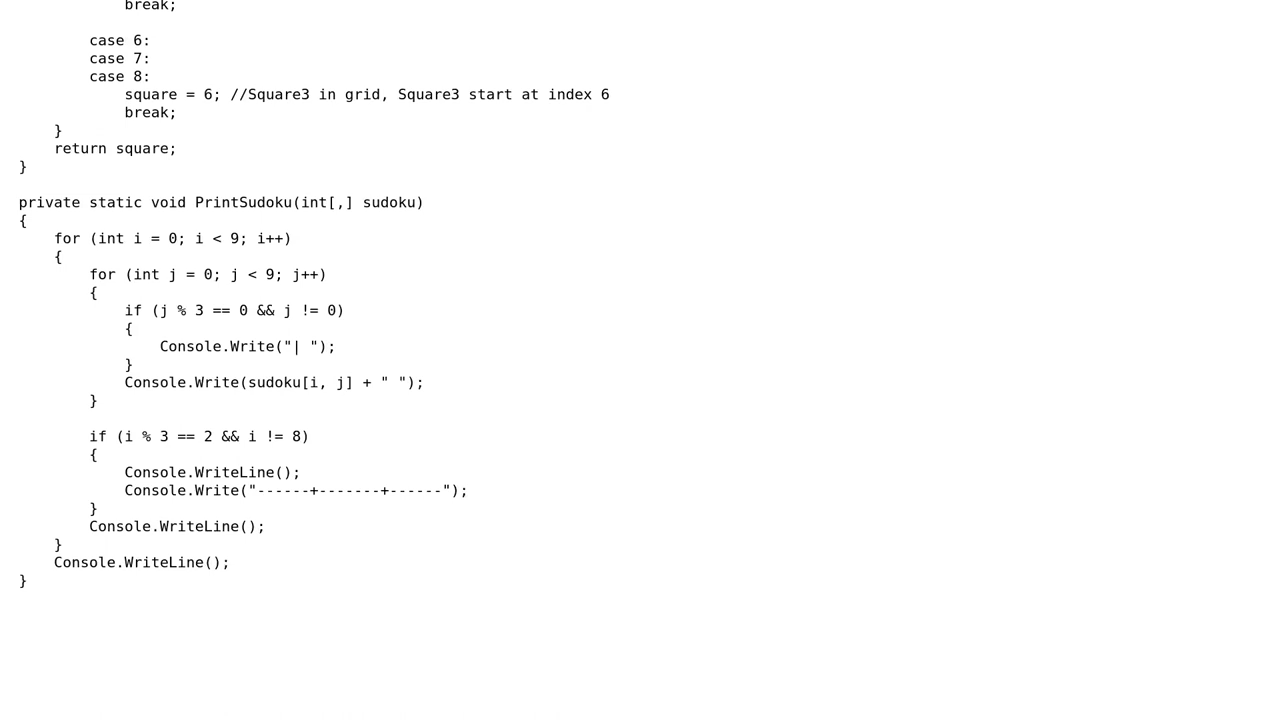 break;

        case 6:
        case 7:
        case 8:
            square = 6; //Square3 in grid, Square3 start at index 6
            break;
    }
    return square;
}

private static void PrintSudoku(int[,] sudoku)
{
    for (int i = 0; i < 9; i++)
    {
        for (int j = 0; j < 9; j++)
        {
            if (j % 3 == 0 && j != 0)
            {
                Console.Write("| ");
            }
            Console.Write(sudoku[i, j] + " ");
        }

        if (i % 3 == 2 && i != 8)
        {
            Console.WriteLine();
            Console.Write("------+-------+------");
        }
        Console.WriteLine();
    }
    Console.WriteLine();
}